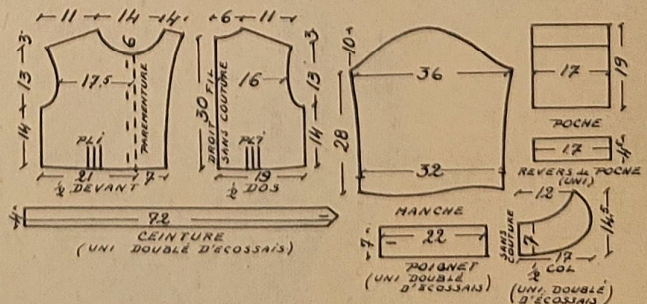 11 14 4
3
13
14
6
17,5
PAREMENTURE
PLI
21 7
½ DEVANT
6 11
30
DROIT FIL
SANS COUTURE
16
3
13
14
PLI
19
½ DOS
10
28
36
32
MANCHE
17
19
POCHE
17
4
REVERS de POCHE
(UNI)
4
72
CEINTURE
(UNI DOUBLÉ D'ECOSSAIS)
7
22
POIGNET
(UNI DOUBLÉ
D'ECOSSAIS)
12
SANS
COUTURE
7
14,5
17
½ COL
(UNI DOUBLÉ
D'ECOSSAIS)